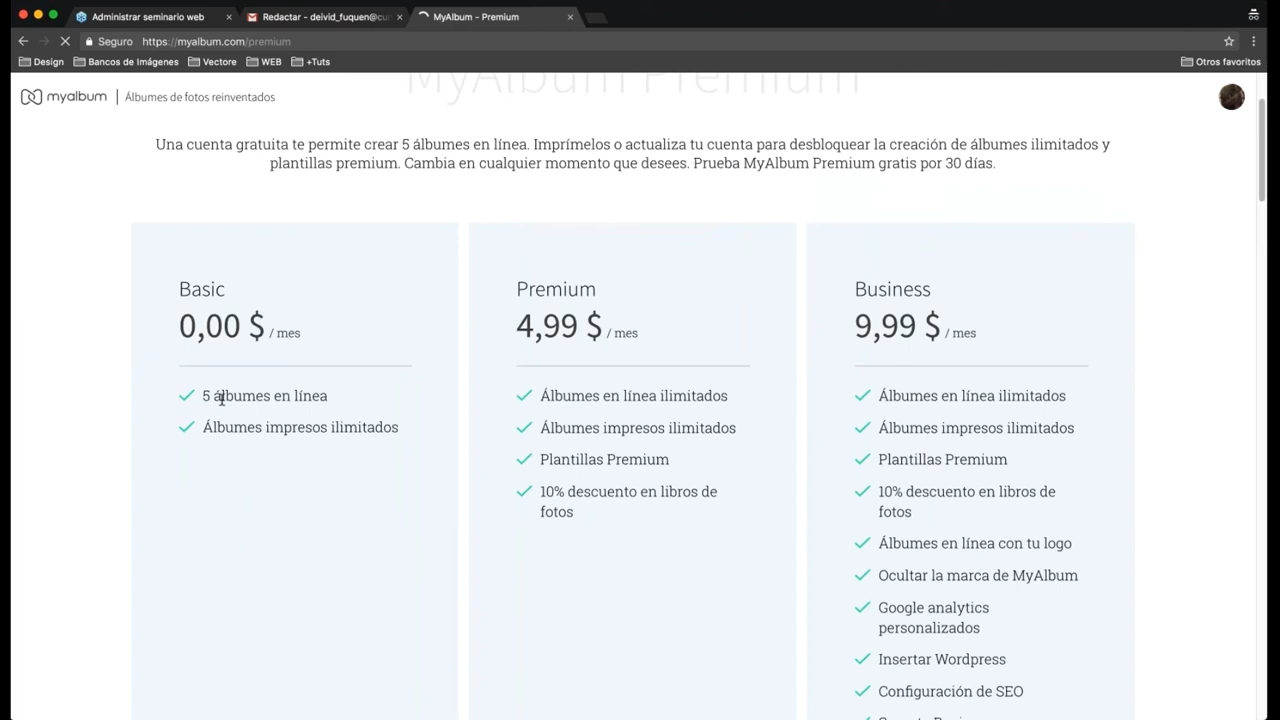 Administrar seminario web
Redactar - deivid_fuquen@cu
MyAlbum - Premium
Seguro https://myalbum.com/premium
Design Bancos de Imágenes Vectore WEB +Tuts Otros favoritos
MyAlbum Premium
myalbum | Álbumes de fotos reinventados
Una cuenta gratuita te permite crear 5 álbumes en línea. Imprímelos o actualiza tu cuenta para desbloquear la creación de álbumes ilimitados y
plantillas premium. Cambia en cualquier momento que desees. Prueba MyAlbum Premium gratis por 30 días.
Basic
0,00 $ / mes
5 álbumes en línea
Álbumes impresos ilimitados
Premium
4,99 $ / mes
Álbumes en línea ilimitados
Álbumes impresos ilimitados
Plantillas Premium
10% descuento en libros de
fotos
Business
9,99 $ / mes
Álbumes en línea ilimitados
Álbumes impresos ilimitados
Plantillas Premium
10% descuento en libros de
fotos
Álbumes en línea con tu logo
Ocultar la marca de MyAlbum
Google analytics
personalizados
Insertar Wordpress
Configuración de SEO